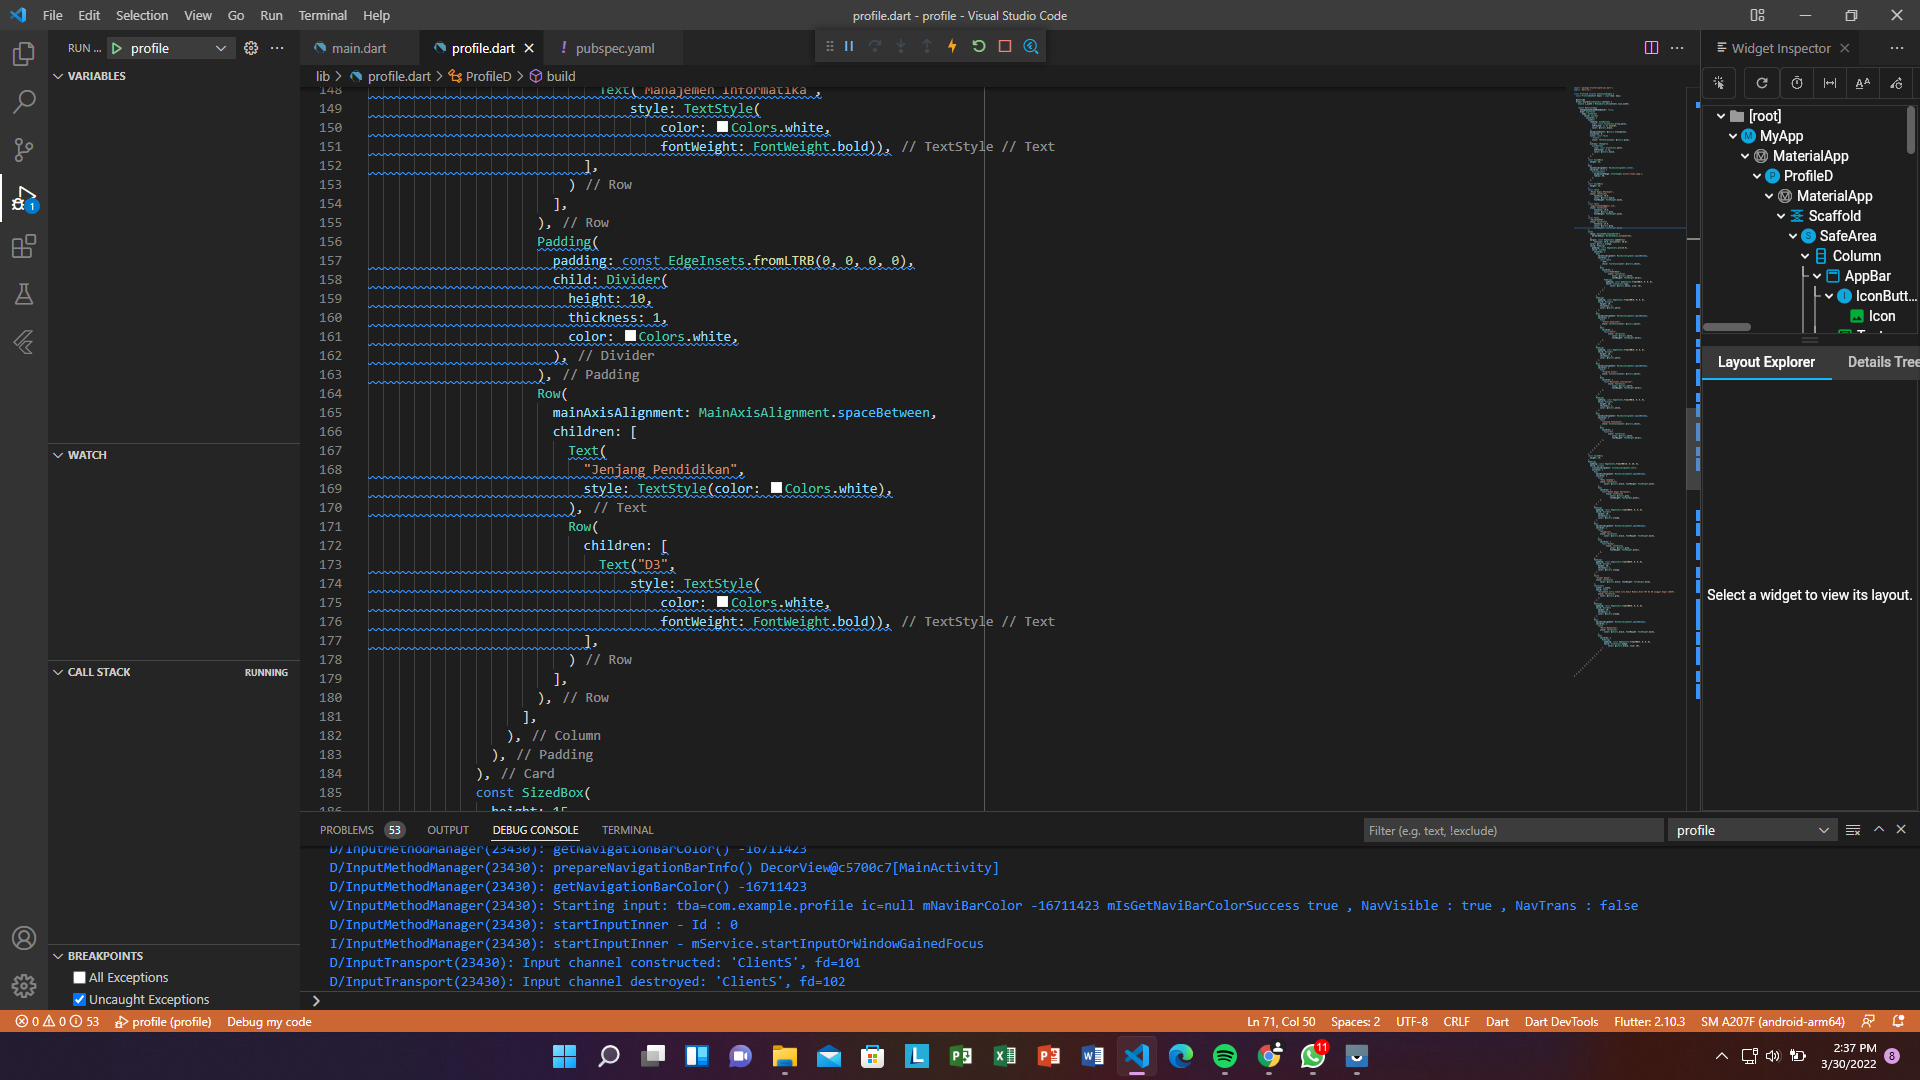 File Edit Selection View Go Run Terminal Help
profile.dart - profile - Visual Studio Code
RUN ... profile
main.dart
profile.dart
! pubspec.yaml
Widget Inspector
lib > profile.dart > ProfileD > build
VARIABLES
WATCH
CALL STACK RUNNING
BREAKPOINTS
All Exceptions
Uncaught Exceptions
148 Text("Manajemen Informatika",
149 style: TextStyle(
150 color: Colors.white,
151 fontWeight: FontWeight.bold)), // TextStyle // Text
152 ],
153 ) // Row
154 ],
155 ), // Row
156 Padding(
157 padding: const EdgeInsets.fromLTRB(0, 0, 0, 0),
158 child: Divider(
159 height: 10,
160 thickness: 1,
161 color: Colors.white,
162 ), // Divider
163 ), // Padding
164 Row(
165 mainAxisAlignment: MainAxisAlignment.spaceBetween,
166 children: [
167 Text(
168 "Jenjang Pendidikan",
169 style: TextStyle(color: Colors.white),
170 ), // Text
171 Row(
172 children: [
173 Text("D3",
174 style: TextStyle(
175 color: Colors.white,
176 fontWeight: FontWeight.bold)), // TextStyle // Text
177 ],
178 ) // Row
179 ],
180 ), // Row
181 ],
182 ), // Column
183 ), // Padding
184 ), // Card
185 const SizedBox(
186 height: 15
[root]
MyApp
MaterialApp
ProfileD
MaterialApp
Scaffold
SafeArea
Column
AppBar
IconButt...
Icon
Layout Explorer
Details Tree
Select a widget to view its layout.
PROBLEMS 53 OUTPUT DEBUG CONSOLE TERMINAL
Filter (e.g. text, !exclude)
profile
D/InputMethodManager(23430): getNavigationBarColor() -16711423
D/InputMethodManager(23430): prepareNavigationBarInfo() DecorView@c5700c7[MainActivity]
D/InputMethodManager(23430): getNavigationBarColor() -16711423
V/InputMethodManager(23430): Starting input: tba=com.example.profile ic=null mNaviBarColor -16711423 mIsGetNaviBarColorSuccess true , NavVisible : true , NavTrans : false
D/InputMethodManager(23430): startInputInner - Id : 0
I/InputMethodManager(23430): startInputInner - mService.startInputOrWindowGainedFocus
D/InputTransport(23430): Input channel constructed: 'ClientS', fd=101
D/InputTransport(23430): Input channel destroyed: 'ClientS', fd=102
0 0 53 profile (profile) Debug my code
Ln 71, Col 50 Spaces: 2 UTF-8 CRLF Dart Dart DevTools Flutter: 2.10.3 SM A207F (android-arm64)
11
2:37 PM
3/30/2022
8